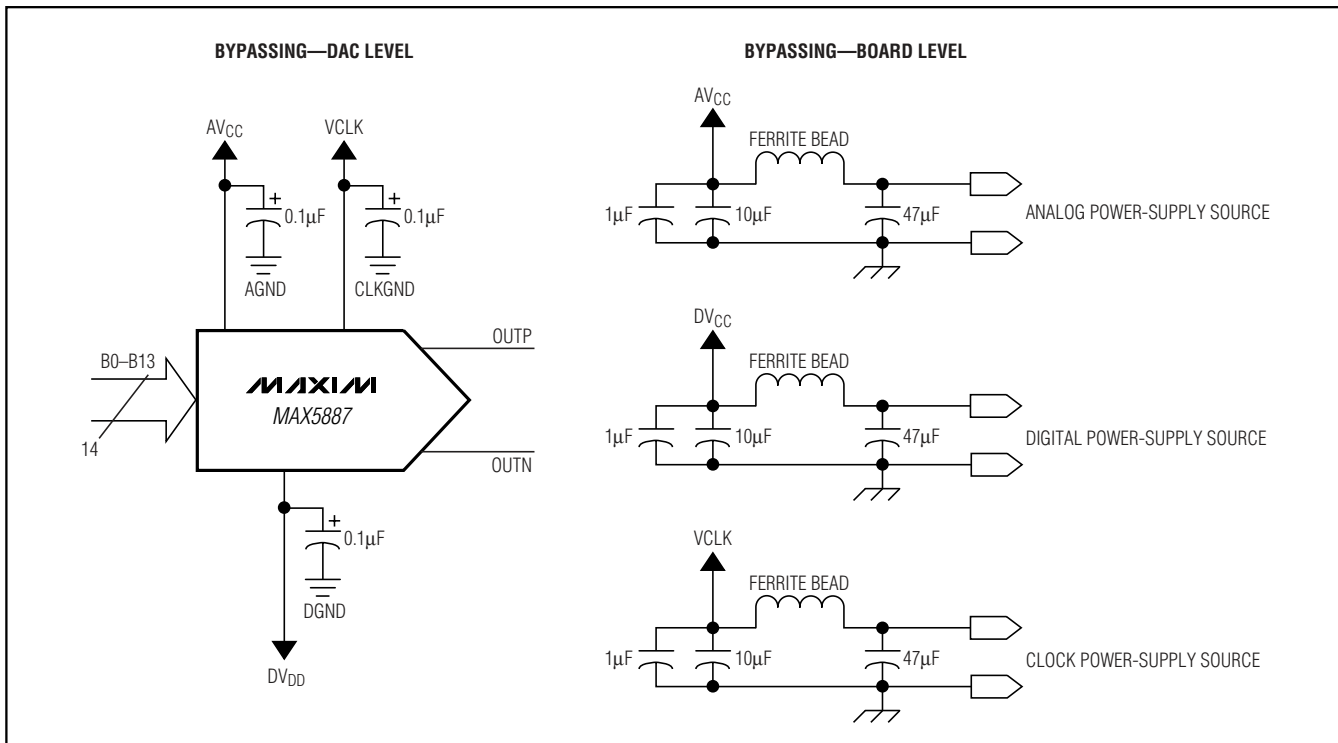 BYPASSING—DAC LEVEL
AVCC
VCLK
+
0.1µF
+
0.1µF
AGND
CLKGND
B0–B13
14
MAXIM
MAX5887
OUTP
OUTN
+
0.1µF
DGND
DVDD
BYPASSING—BOARD LEVEL
AVCC
FERRITE BEAD
1µF
10µF
47µF
ANALOG POWER-SUPPLY SOURCE
DVCC
FERRITE BEAD
1µF
10µF
47µF
DIGITAL POWER-SUPPLY SOURCE
VCLK
FERRITE BEAD
1µF
10µF
47µF
CLOCK POWER-SUPPLY SOURCE